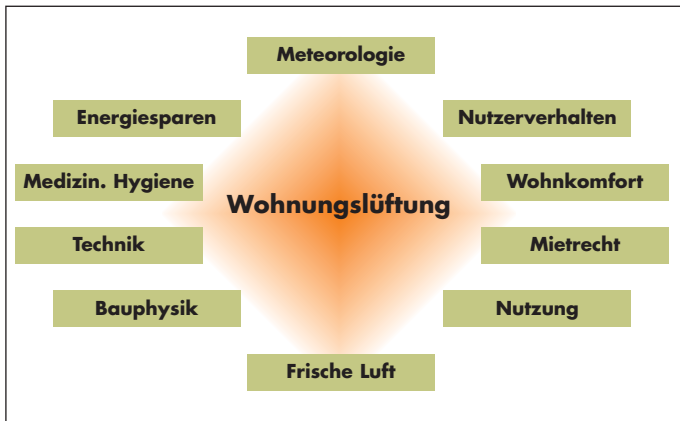 Meteorologie
Energiesparen
Nutzerverhalten
Medizin. Hygiene
Wohnkomfort
Wohnungslüftung
Technik
Mietrecht
Bauphysik
Nutzung
Frische Luft